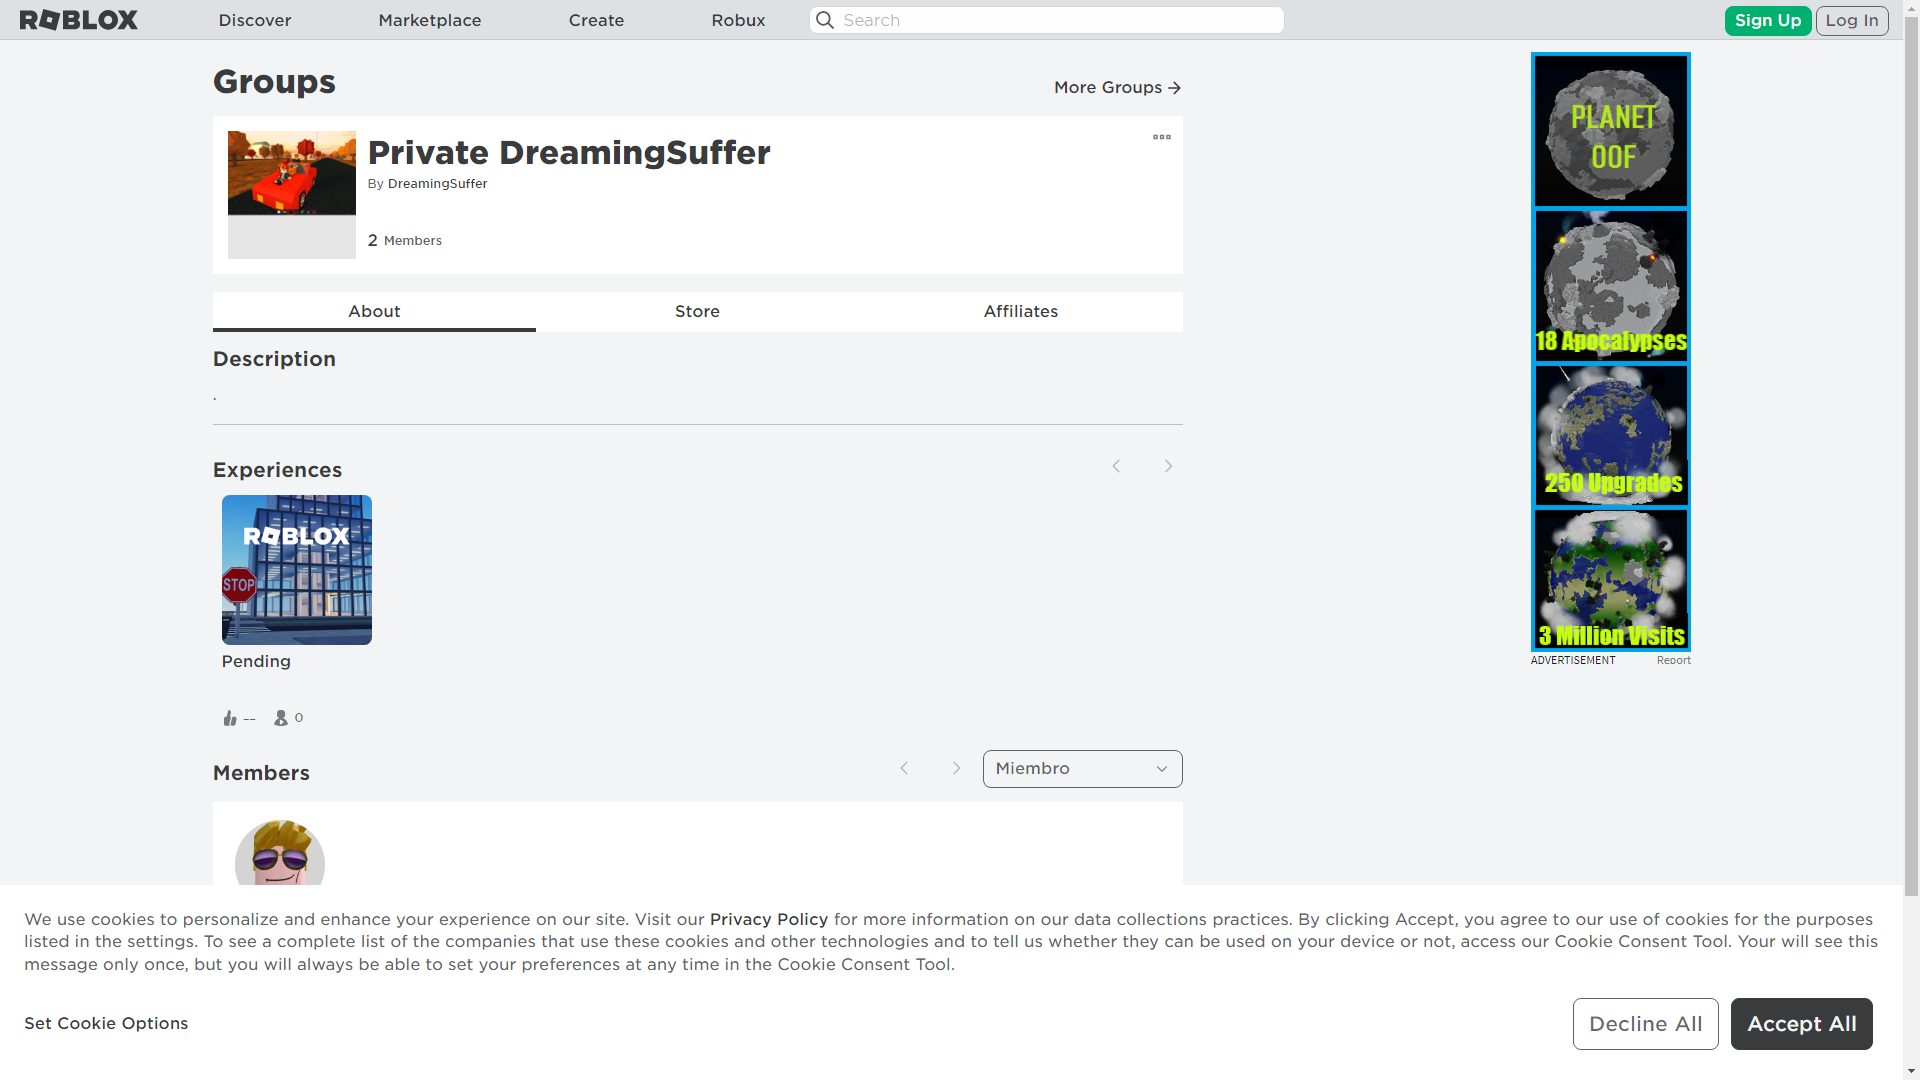 ROBLOX
Discover
Marketplace
Create
Robux
Search
Sign Up
Log In
Groups
More Groups
Private DreamingSuffer
By DreamingSuffer
2 Members
About
Store
Affiliates
Description
.
Experiences
ROBLOX
STOP
Pending
--
0
Members
Miembro
PLANET
OOF
18 Apocalypses
250 Upgrades
3 Million Visits
ADVERTISEMENT
Report
We use cookies to personalize and enhance your experience on our site. Visit our Privacy Policy for more information on our data collections practices. By clicking Accept, you agree to our use of cookies for the purposes
listed in the settings. To see a complete list of the companies that use these cookies and other technologies and to tell us whether they can be used on your device or not, access our Cookie Consent Tool. Your will see this
message only once, but you will always be able to set your preferences at any time in the Cookie Consent Tool.
Set Cookie Options
Decline All
Accept All